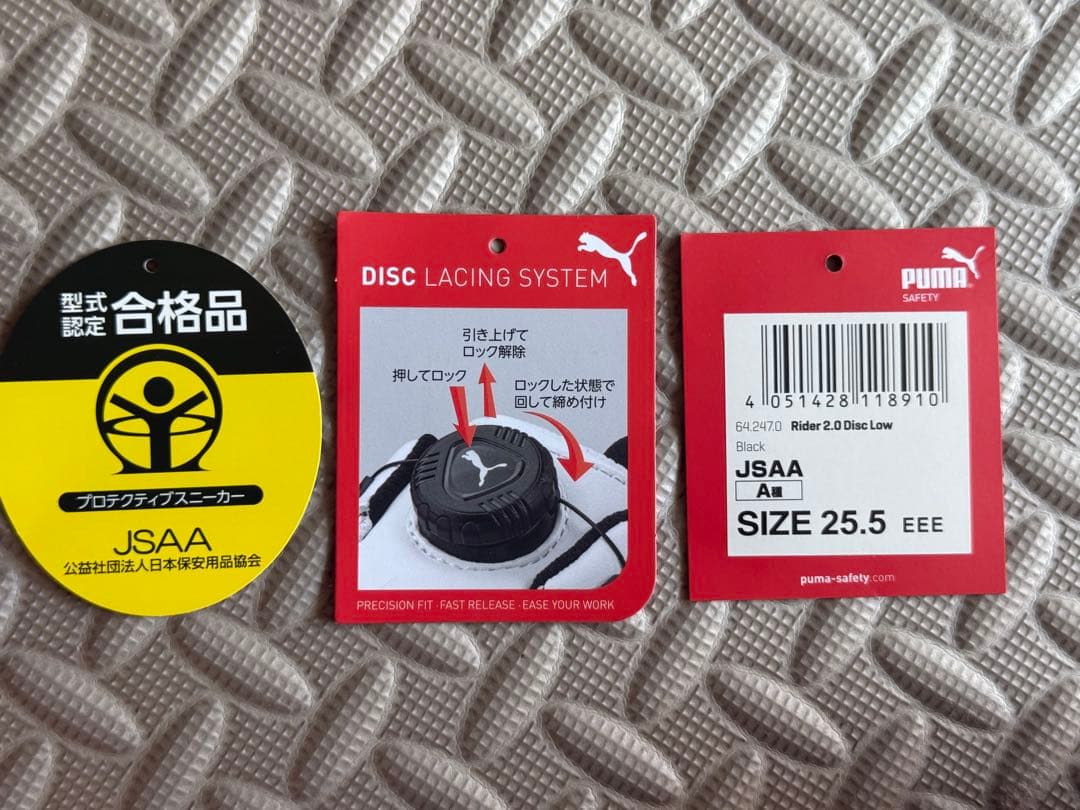 型式
認定 合格品
プロテクティブスニーカー
JSAA
公益社団法人日本保安用品協会
DISC LACING SYSTEM
引き上げて
ロック解除
押してロック
ロックした状態で
回して締め付け
PRECISION FIT · FAST RELEASE · EASE YOUR WORK
PUMA
SAFETY
4 051428 118910
64.247.0 Rider 2.0 Disc Low
Black
JSAA
A種
SIZE 25.5 EEE
puma-safety.com